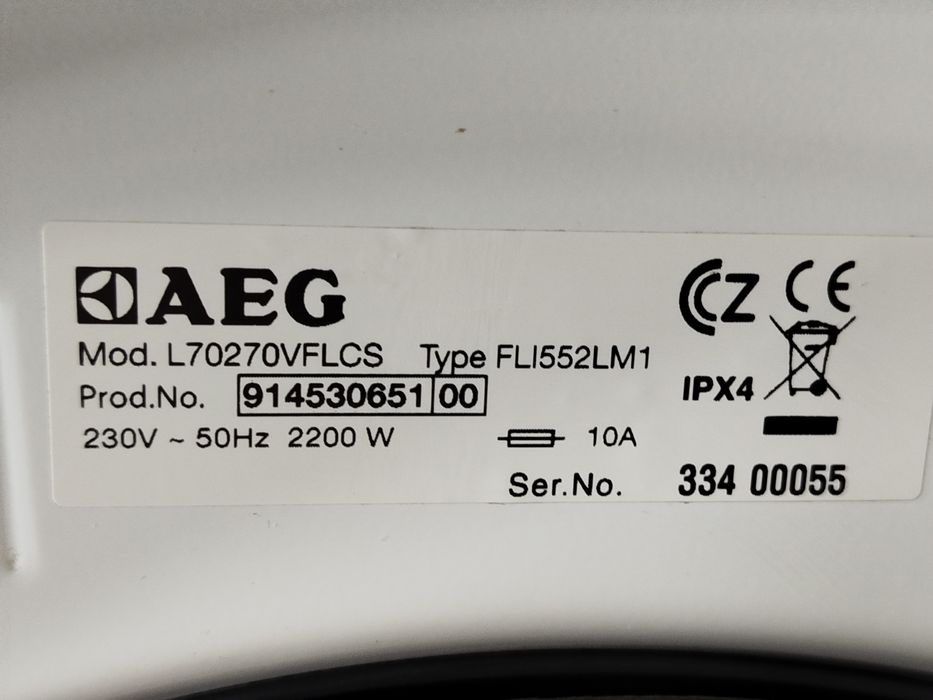 AEG
Mod. L70270VFLCS Type FLI552LM1
Prod.No. 914530651 00
230V ~ 50Hz 2200 W 10A
Ser.No. 334 00055
CZ CE
IPX4